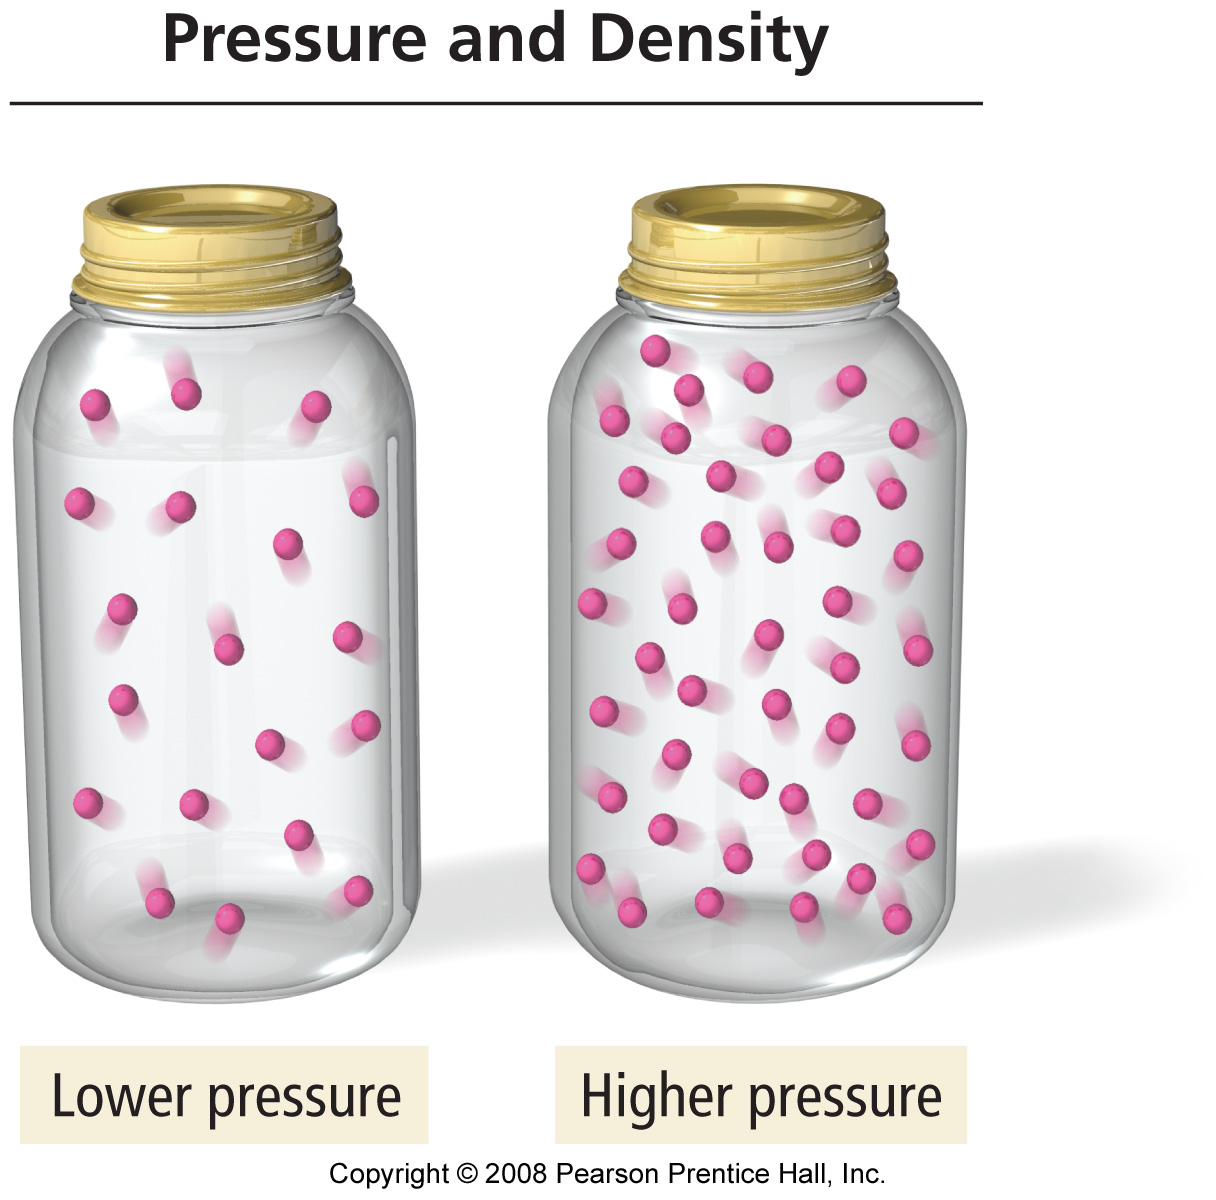 Pressure and Density
Lower pressure
Higher pressure
Copyright © 2008 Pearson Prentice Hall, Inc.